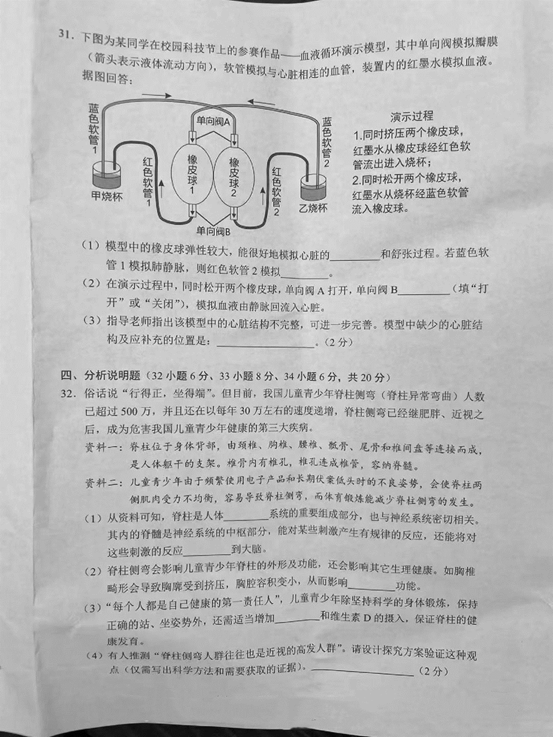 31. 下图为某同学在校园科技节上的参赛作品——血液循环演示模型，其中单向阀模拟瓣膜
（箭头表示液体流动方向），软管模拟与心脏相连的血管，装置内的红墨水模拟血液。
据图回答：
蓝色软管1
单向阀A
蓝色软管2
橡皮球1
橡皮球2
红色软管1
红色软管2
甲烧杯
乙烧杯
单向阀B
演示过程
1.同时挤压两个橡皮球，
红墨水从橡皮球经红色软
管流出进入烧杯；
2.同时松开两个橡皮球，
红墨水从烧杯经蓝色软管
流入橡皮球。
（1）模型中的橡皮球弹性较大，能很好地模拟心脏的________和舒张过程。若蓝色软
管1模拟肺静脉，则红色软管2模拟________。
（2）在演示过程中，同时松开两个橡皮球，单向阀A打开，单向阀B________（填“打
开”或“关闭”），模拟血液由静脉回流入心脏。
（3）指导老师指出该模型中的心脏结构不完整，可进一步完善。模型中缺少的心脏结
构及应补充的位置是：________________。（2分）
四、分析说明题（32小题6分、33小题8分、34小题6分，共20分）
32. 俗话说“行得正，坐得端”。但目前，我国儿童青少年脊柱侧弯（脊柱异常弯曲）人数
已超过500万，并且还在以每年30万左右的速度递增，脊柱侧弯已经继肥胖、近视之
后，成为危害我国儿童青少年健康的第三大疾病。
资料一：脊柱位于身体背部，由颈椎、胸椎、腰椎、骶骨、尾骨和椎间盘等连接而成，
是人体躯干的支架。椎骨内有椎孔，椎孔连成椎管，容纳脊髓。
资料二：儿童青少年由于频繁使用电子产品和长期伏案低头时的不良姿势，会使脊柱两
侧肌肉受力不均衡，容易导致脊柱侧弯，而体育锻炼能减少脊柱侧弯的发生。
（1）从资料可知，脊柱是人体________系统的重要组成部分，也与神经系统密切相关。
其内的脊髓是神经系统的中枢部分，能对某些刺激产生有规律的反应，还能将对
这些刺激的反应________到大脑。
（2）脊柱侧弯会影响儿童青少年脊柱的外形及功能，还会影响其它生理健康。如胸椎
畸形会导致胸廓受到挤压，胸腔容积变小，从而影响________功能。
（3）“每个人都是自己健康的第一责任人”，儿童青少年除坚持科学的身体锻炼，保持
正确的站、坐姿势外，还需适当增加________和维生素D的摄入，保证脊柱的健
康发育。
（4）有人推测“脊柱侧弯人群往往也是近视的高发人群”。请设计探究方案验证这种观
点（仅需写出科学方法和需要获取的证据），________________（2分）